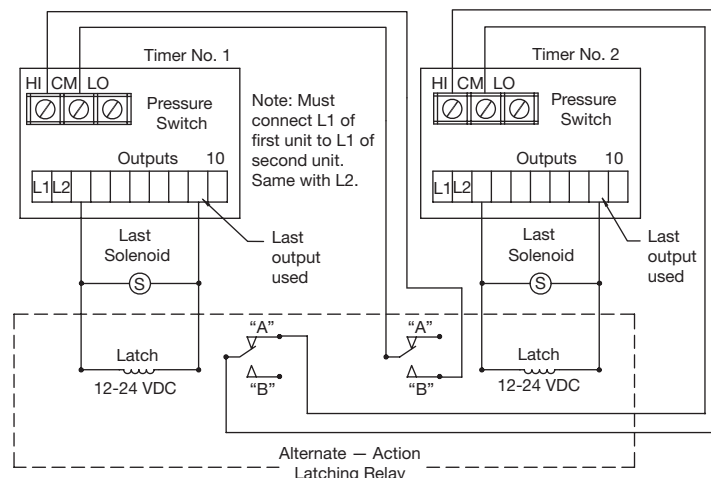 Timer No. 1
HI CM LO
Pressure
Switch
Outputs 10
L1 L2
Last
Solenoid
S
Last
output
used
Note: Must
connect L1 of
first unit to L1 of
second unit.
Same with L2.
Timer No. 2
HI CM LO
Pressure
Switch
Outputs 10
L1 L2
Last
Solenoid
S
Last
output
used
Latch
12-24 VDC
“A”
“B”
“A”
“B”
Latch
12-24 VDC
Alternate — Action
Latching Relay